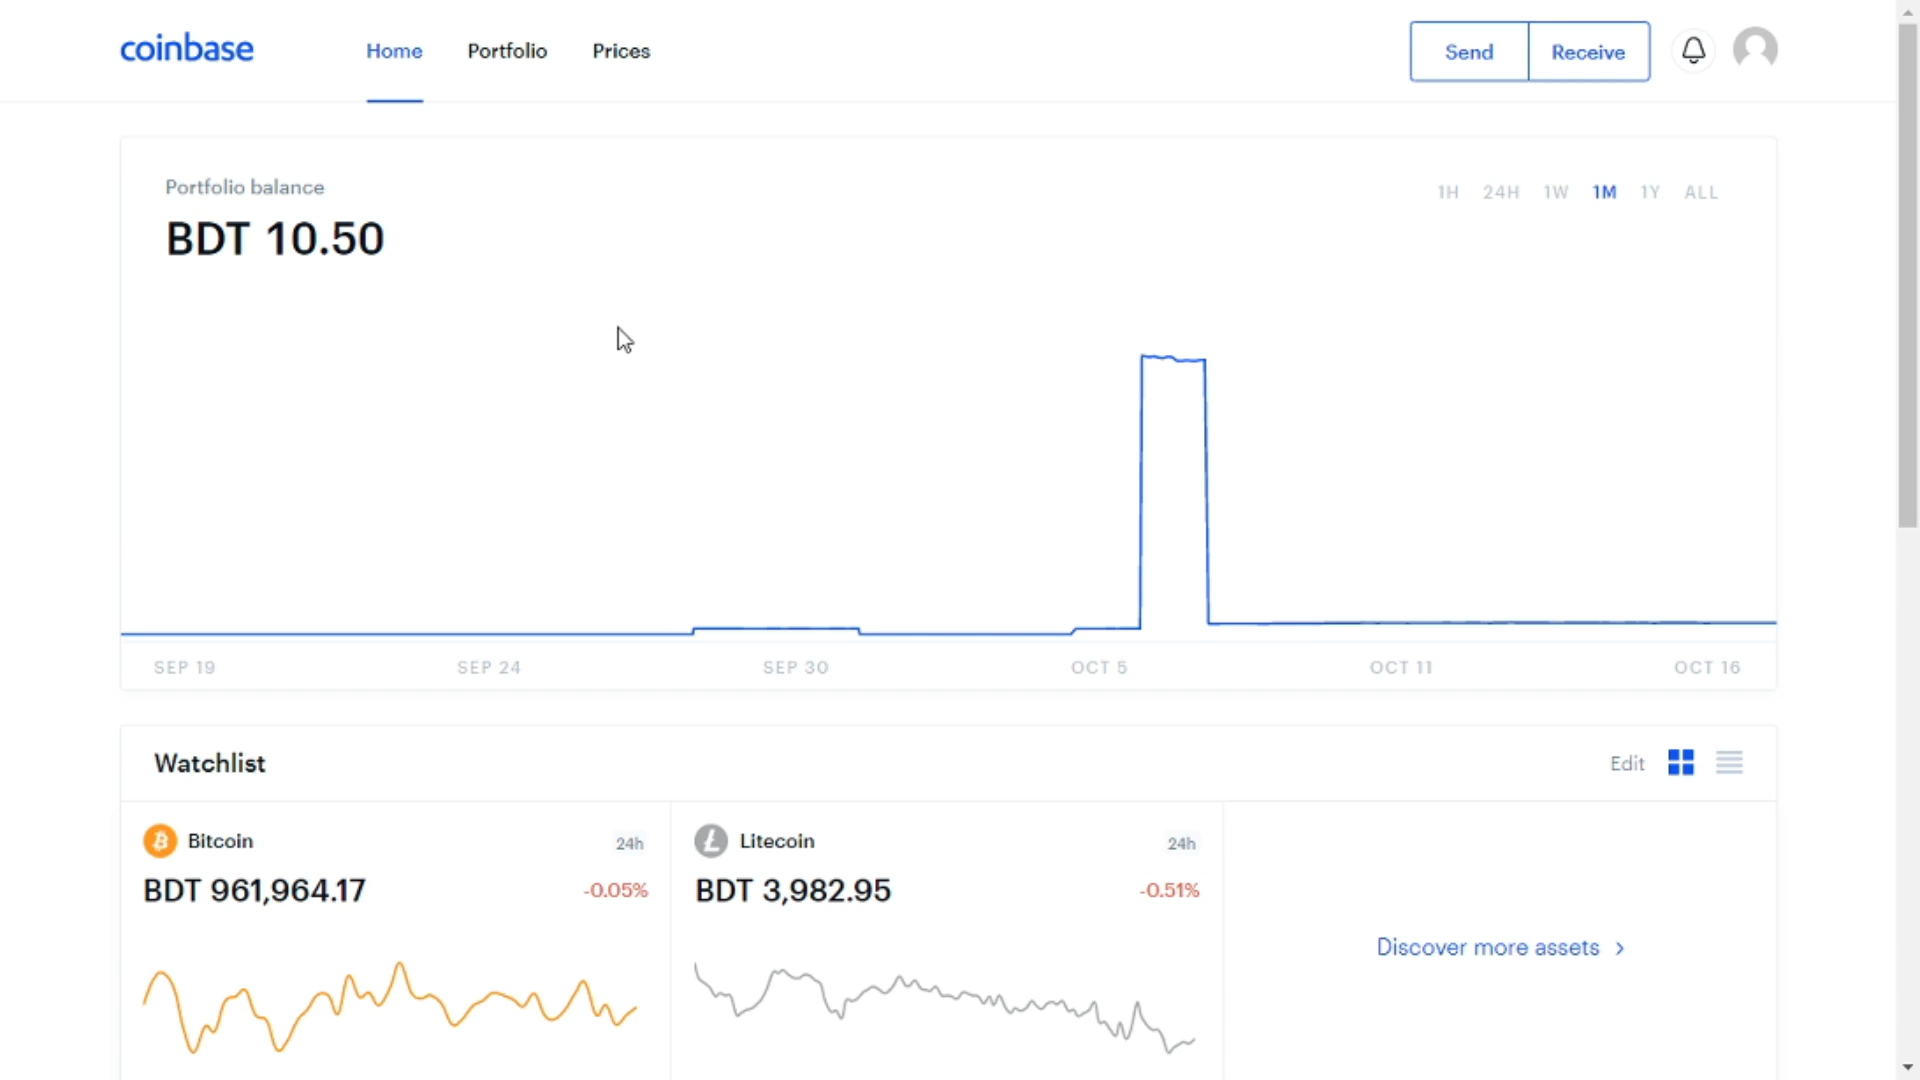 coinbase
Home
Portfolio
Prices
Send
Receive
Portfolio balance
BDT 10.50
1H
24H
1W
1M
1Y
ALL
SEP 19
SEP 24
SEP 30
OCT 5
OCT 11
OCT 16
Watchlist
Edit
Bitcoin
24h
BDT 961,964.17
-0.05%
Litecoin
24h
BDT 3,982.95
-0.51%
Discover more assets